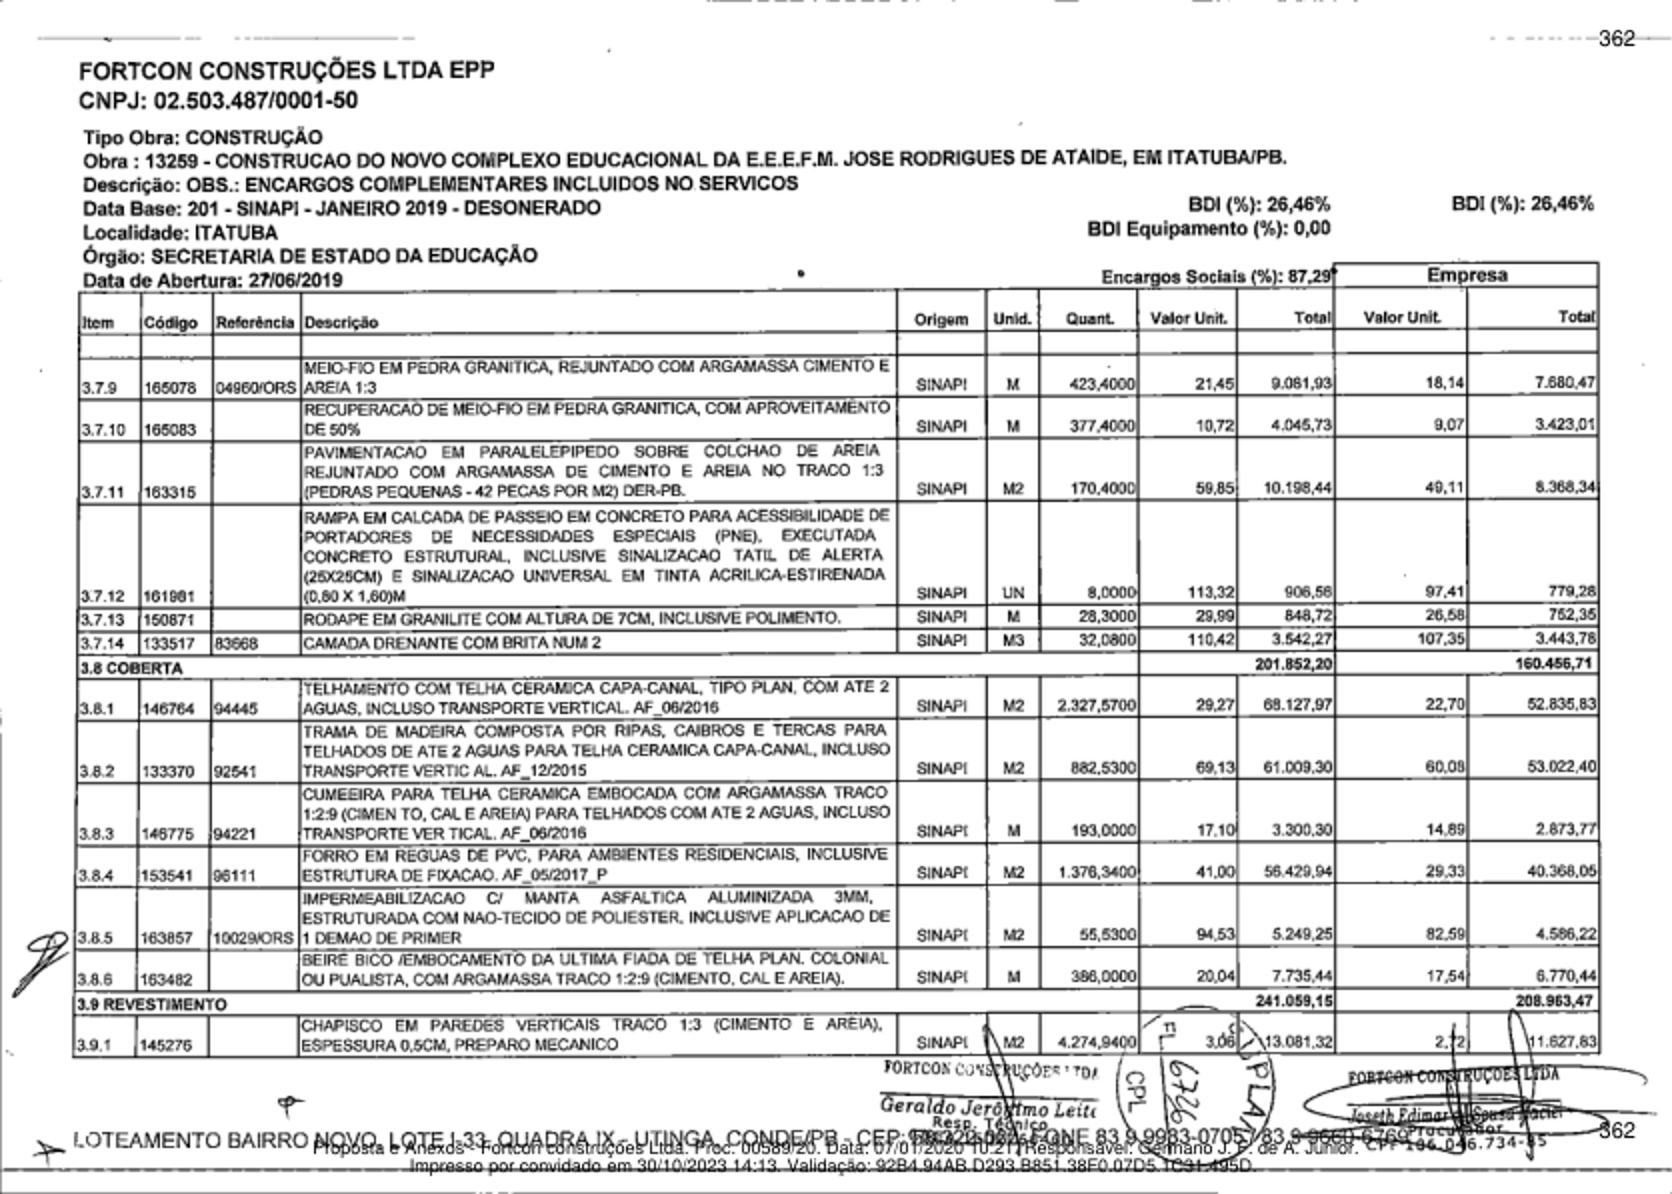 362
FORTCON CONSTRUÇÕES LTDA EPP
CNPJ: 02.503.487/0001-50
Tipo Obra: CONSTRUÇÃO
Obra : 13259 - CONSTRUCAO DO NOVO COMPLEXO EDUCACIONAL DA E.E.E.F.M. JOSE RODRIGUES DE ATAIDE, EM ITATUBA/PB.
Descrição: OBS.: ENCARGOS COMPLEMENTARES INCLUIDOS NO SERVICOS
Data Base: 201 - SINAPI - JANEIRO 2019 - DESONERADO BDI (%): 26,46% BDI (%): 26,46%
Localidade: ITATUBA BDI Equipamento (%): 0,00
Órgão: SECRETARIA DE ESTADO DA EDUCAÇÃO
Data de Abertura: 27/06/2019 Encargos Sociais (%): 87,29 Empresa
Item Código Referência Descrição Origem Unid. Quant. Valor Unit. Total Valor Unit. Total
MEIO-FIO EM PEDRA GRANITICA, REJUNTADO COM ARGAMASSA CIMENTO E
3.7.9 165078 04960/ORS AREIA 1:3 SINAPI M 423,4000 21,45 9.081,93 18,14 7.680,47
RECUPERACAO DE MEIO-FIO EM PEDRA GRANITICA, COM APROVEITAMENTO
3.7.10 165083 DE 50% SINAPI M 377,4000 10,72 4.045,73 9,07 3.423,01
PAVIMENTACAO EM PARALELEPIPEDO SOBRE COLCHAO DE AREIA
REJUNTADO COM ARGAMASSA DE CIMENTO E AREIA NO TRACO 1:3
3.7.11 163315 (PEDRAS PEQUENAS - 42 PECAS POR M2) DER-PB. SINAPI M2 170,4000 59,85 10.198,44 49,11 8.368,34
RAMPA EM CALCADA DE PASSEIO EM CONCRETO PARA ACESSIBILIDADE DE
PORTADORES DE NECESSIDADES ESPECIAIS (PNE), EXECUTADA
CONCRETO ESTRUTURAL, INCLUSIVE SINALIZACAO TATIL DE ALERTA
(25X25CM) E SINALIZACAO UNIVERSAL EM TINTA ACRILICA-ESTIRENADA
3.7.12 161981 (0,80 X 1,60)M SINAPI UN 8,0000 113,32 906,56 97,41 779,28
3.7.13 150871 RODAPE EM GRANILITE COM ALTURA DE 7CM, INCLUSIVE POLIMENTO. SINAPI M 28,3000 29,99 848,72 26,58 752,35
3.7.14 133517 83668 CAMADA DRENANTE COM BRITA NUM 2 SINAPI M3 32,0800 110,42 3.542,27 107,35 3.443,78
3.8 COBERTA 201.852,20 160.456,71
TELHAMENTO COM TELHA CERAMICA CAPA-CANAL, TIPO PLAN, COM ATE 2
3.8.1 146764 94445 AGUAS, INCLUSO TRANSPORTE VERTICAL. AF_06/2016 SINAPI M2 2.327,5700 29,27 68.127,97 22,70 52.835,83
TRAMA DE MADEIRA COMPOSTA POR RIPAS, CAIBROS E TERCAS PARA
TELHADOS DE ATE 2 AGUAS PARA TELHA CERAMICA CAPA-CANAL, INCLUSO
3.8.2 133370 92541 TRANSPORTE VERTIC AL. AF_12/2015 SINAPI M2 882,5300 69,13 61.009,30 60,08 53.022,40
CUMEEIRA PARA TELHA CERAMICA EMBOCADA COM ARGAMASSA TRACO
1:2:9 (CIMEN TO, CAL E AREIA) PARA TELHADOS COM ATE 2 AGUAS, INCLUSO
3.8.3 146775 94221 TRANSPORTE VER TICAL. AF_06/2016 SINAPI M 193,0000 17,10 3.300,30 14,89 2.873,77
FORRO EM REGUAS DE PVC, PARA AMBIENTES RESIDENCIAIS, INCLUSIVE
3.8.4 153541 96111 ESTRUTURA DE FIXACAO. AF_05/2017_P SINAPI M2 1.376,3400 41,00 56.429,94 29,33 40.368,05
IMPERMEABILIZACAO C/ MANTA ASFALTICA ALUMINIZADA 3MM,
ESTRUTURADA COM NAO-TECIDO DE POLIESTER, INCLUSIVE APLICACAO DE
3.8.5 163857 10029/ORS 1 DEMAO DE PRIMER SINAPI M2 55,5300 94,53 5.249,25 82,59 4.586,22
BEIRE BICO /EMBOCAMENTO DA ULTIMA FIADA DE TELHA PLAN. COLONIAL
3.8.6 163482 OU PUALISTA, COM ARGAMASSA TRACO 1:2:9 (CIMENTO, CAL E AREIA). SINAPI M 386,0000 20,04 7.735,44 17,54 6.770,44
3.9 REVESTIMENTO 241.059,15 208.963,47
CHAPISCO EM PAREDES VERTICAIS TRACO 1:3 (CIMENTO E AREIA),
3.9.1 145276 ESPESSURA 0,5CM, PREPARO MECANICO SINAPI M2 4.274,9400 3,06 13.081,32 2,72 11.627,83
FORTCON CONSTRUÇÕES LTDA
Geraldo Jerônimo Leite
Resp. Técnico
FL 6726
CPL
SUPLAN
FORTCON CONSTRUÇOES LTDA
Joseth Edimar Sousa Maciel
Procurador
LOTEAMENTO BAIRRO NOVO, LOTE J-33, QUADRA IX - UTINGA, CONDE/PB - CEP: FONE 83 9.9983-0705 / 83 9
Proposta e Anexos - Fortcon construções Ltda. Proc. 00589/20. Data: 07/01/2020 10:21. Responsável: Germano J. de A. Júnior.
362
Impresso por convidado em 30/10/2023 14:13. Validação: 92B4.94AB.D293.B851.38F0.07D5.1C31.495D.